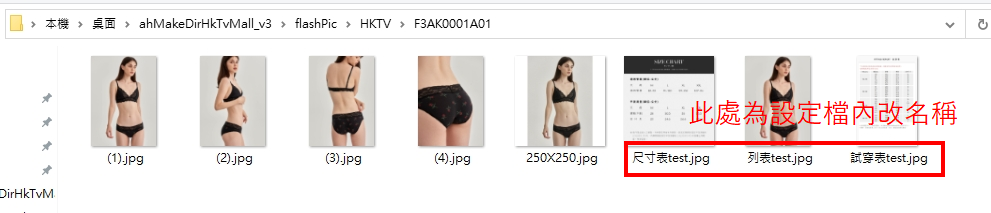 本機 › 桌面 › ahMakeDirHkTvMall_v3 › flashPic › HKTV › F3AK0001A01
SIZE CHART
此處為設定檔內改名稱
(1).jpg
(2).jpg
(3).jpg
(4).jpg
250X250.jpg
尺寸表test.jpg
列表test.jpg
試穿表test.jpg
DirHkTvMa